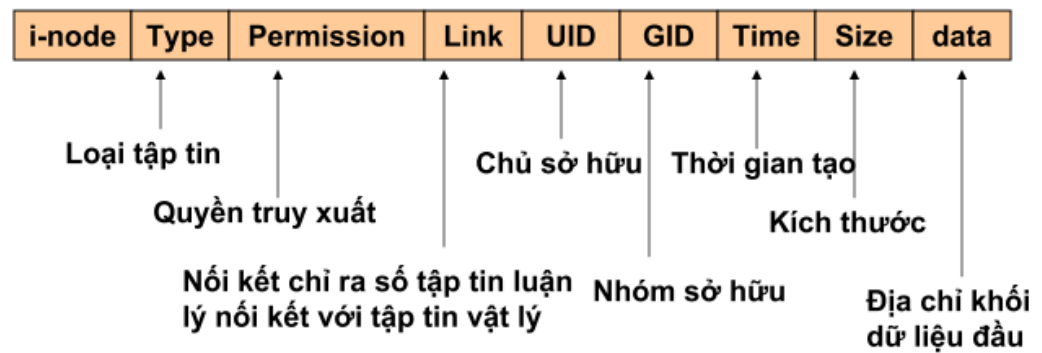 i-node Type Permission Link UID GID Time Size data
Loại tập tin
Chủ sở hữu
Thời gian tạo
Quyền truy xuất
Kích thước
Nối kết chỉ ra số tập tin luận
lý nối kết với tập tin vật lý
Nhóm sở hữu
Địa chỉ khối
dữ liệu đầu